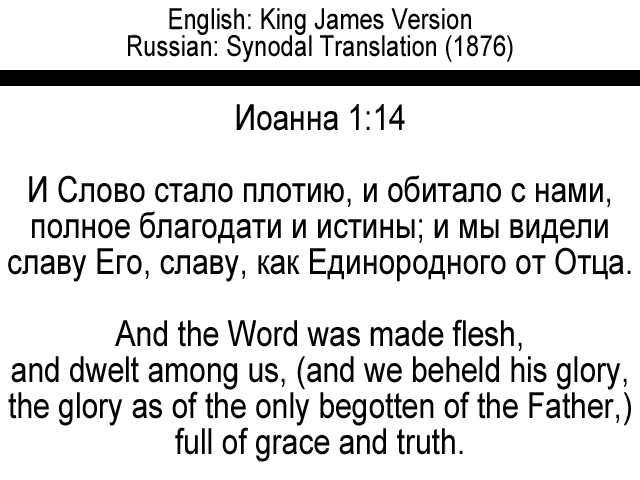 English: King James Version
Russian: Synodal Translation (1876)
Иоанна 1:14
И Слово стало плотию, и обитало с нами,
полное благодати и истины; и мы видели
славу Его, славу, как Единородного от Отца.
And the Word was made flesh,
and dwelt among us, (and we beheld his glory,
the glory as of the only begotten of the Father,)
full of grace and truth.